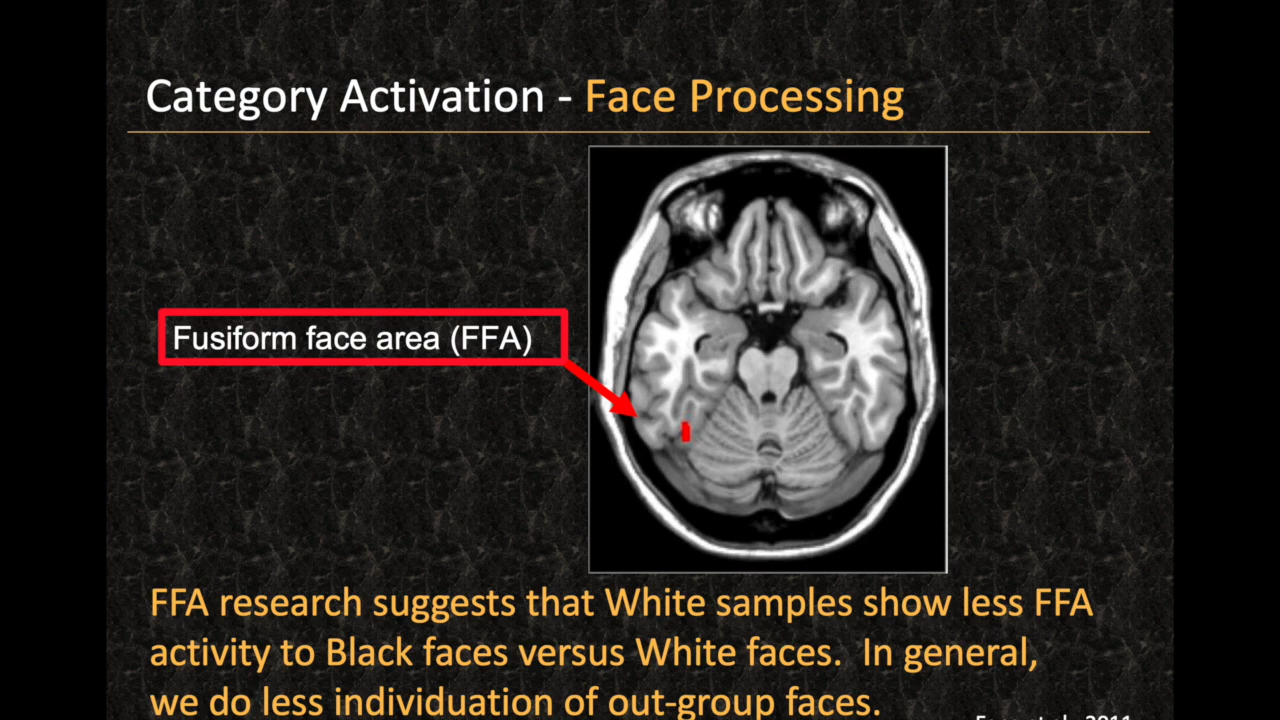 Category Activation - Face Processing
Fusiform face area (FFA)
FFA research suggests that White samples show less FFA
activity to Black faces versus White faces.  In general,
we do less individuation of out-group faces.
2011